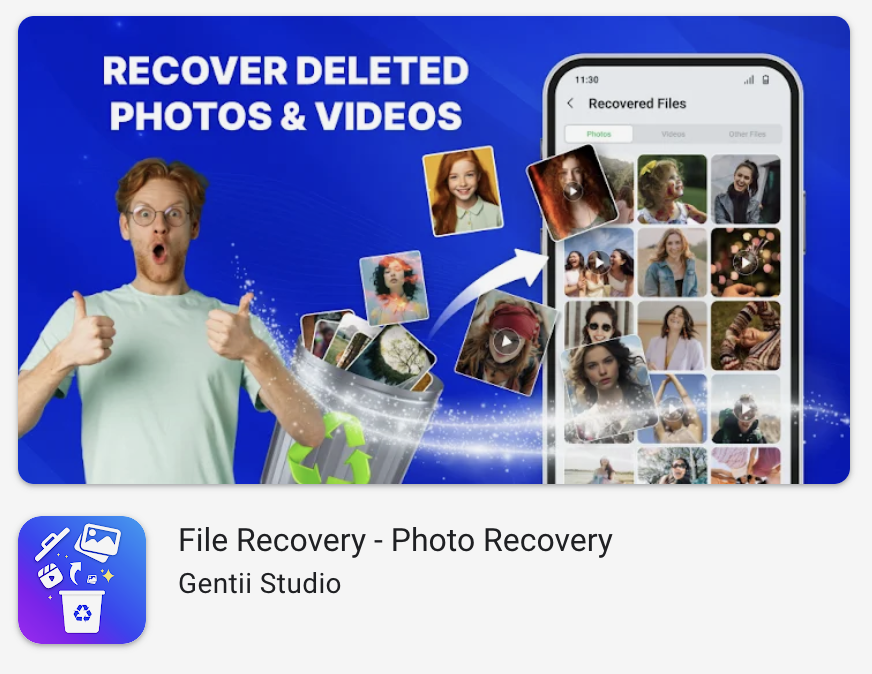 RECOVER DELETED
PHOTOS & VIDEOS
11:30
Recovered Files
Photos Videos Other Files
File Recovery - Photo Recovery
Gentii Studio